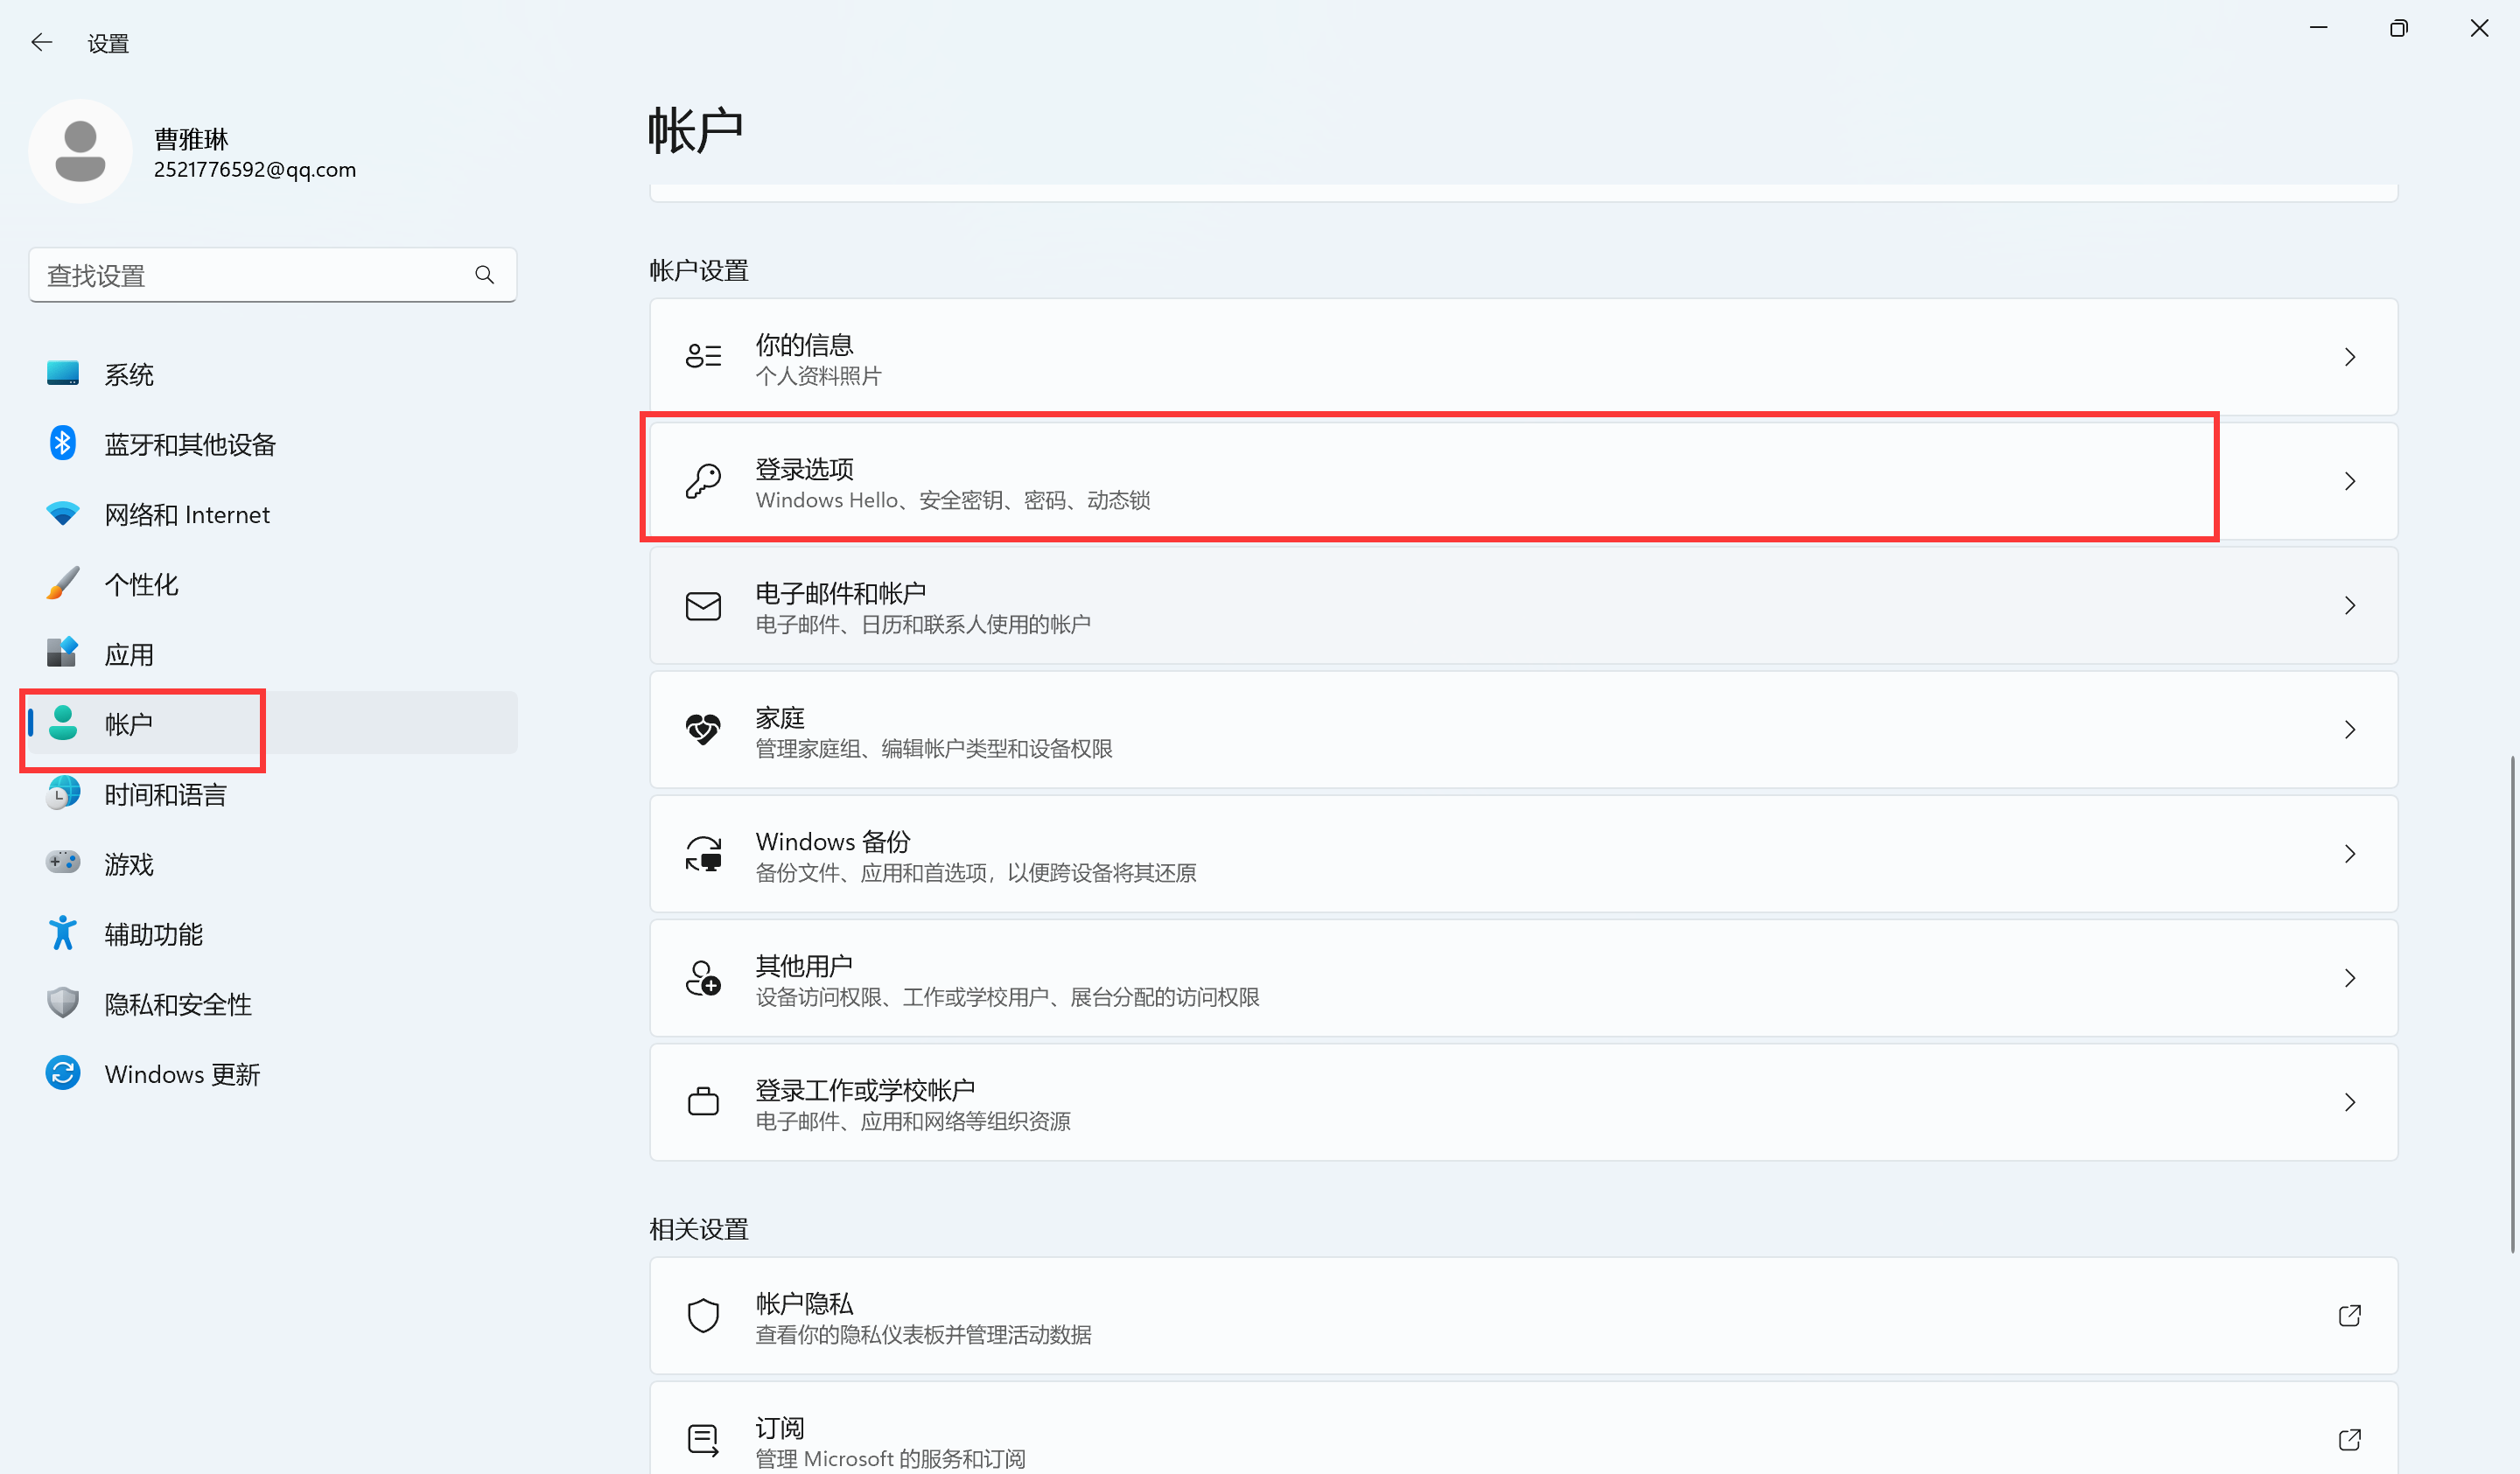 设置
曹雅琳
2521776592@qq.com
查找设置
系统
蓝牙和其他设备
网络和 Internet
个性化
应用
帐户
时间和语言
游戏
辅助功能
隐私和安全性
Windows 更新
帐户
帐户设置
你的信息
个人资料照片
登录选项
Windows Hello、安全密钥、密码、动态锁
电子邮件和帐户
电子邮件、日历和联系人使用的帐户
家庭
管理家庭组、编辑帐户类型和设备权限
Windows 备份
备份文件、应用和首选项，以便跨设备将其还原
其他用户
设备访问权限、工作或学校用户、展台分配的访问权限
登录工作或学校帐户
电子邮件、应用和网络等组织资源
相关设置
帐户隐私
查看你的隐私仪表板并管理活动数据
订阅
管理 Microsoft 的服务和订阅